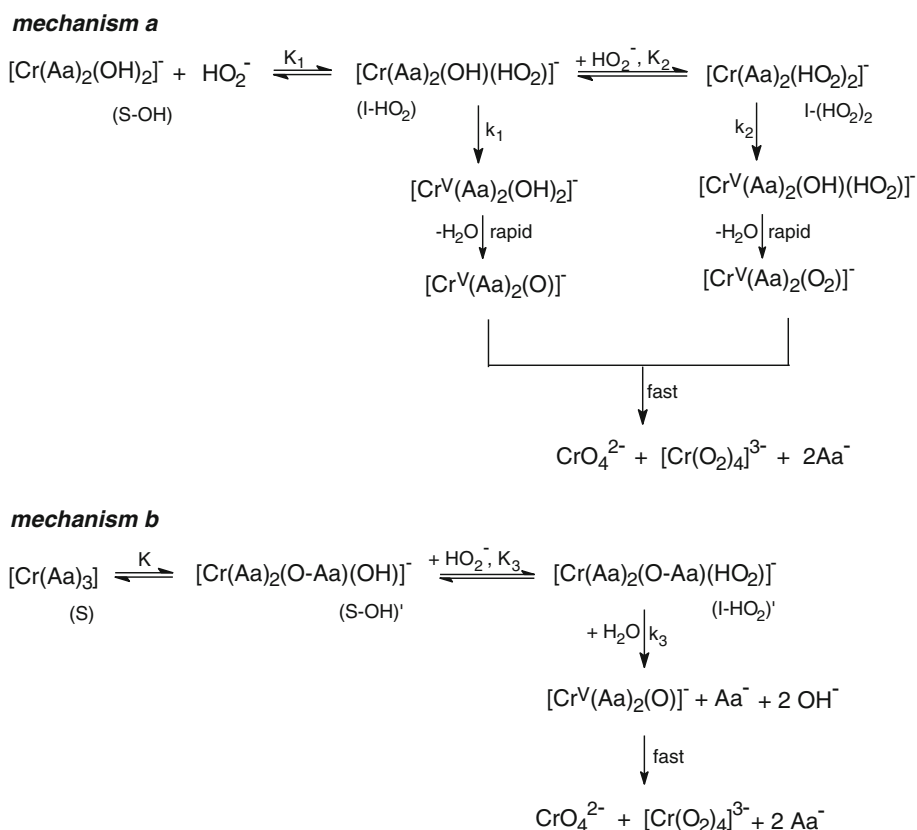 mechanism a
[Cr(Aa)₂(OH)₂]⁻ + HO₂⁻ K₁ [Cr(Aa)₂(OH)(HO₂)]⁻ + HO₂⁻, K₂ [Cr(Aa)₂(HO₂)₂]⁻
(S-OH) (I-HO₂) I-(HO₂)₂
k₁ k₂
[Crⱽ(Aa)₂(OH)₂]⁻ [Crⱽ(Aa)₂(OH)(HO₂)]⁻
-H₂O rapid -H₂O rapid
[Crⱽ(Aa)₂(O)]⁻ [Crⱽ(Aa)₂(O₂)]⁻
fast
CrO₄²⁻ + [Cr(O₂)₄]³⁻ + 2Aa⁻
mechanism b
[Cr(Aa)₃] K [Cr(Aa)₂(O-Aa)(OH)]⁻ + HO₂⁻, K₃ [Cr(Aa)₂(O-Aa)(HO₂)]⁻
(S) (S-OH)' (I-HO₂)'
+ H₂O k₃
[Crⱽ(Aa)₂(O)]⁻ + Aa⁻ + 2 OH⁻
fast
CrO₄²⁻ + [Cr(O₂)₄]³⁻ + 2 Aa⁻